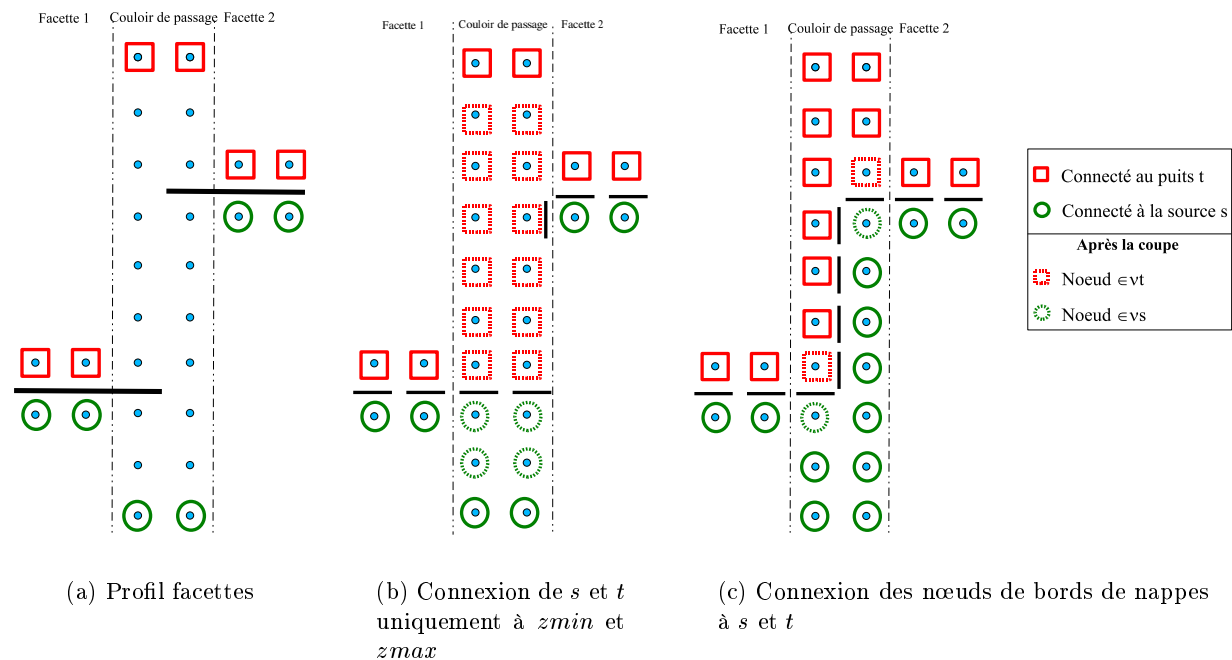 Facette 1 Couloir de passage Facette 2
Facette 1 Couloir de passage Facette 2
Facette 1 Couloir de passage Facette 2
Connecté au puits t
Connecté à la source s
Après la coupe
Noeud ∈νt
Noeud ∈νs
(a) Profil facettes
(b) Connexion de s et t
uniquement à zmin et
zmax
(c) Connexion des nœuds de bords de nappes
à s et t